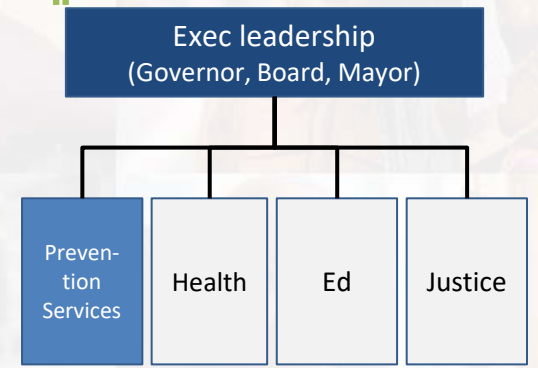 Exec leadership
(Governor, Board, Mayor)
Preven-
tion
Services
Health
Ed
Justice